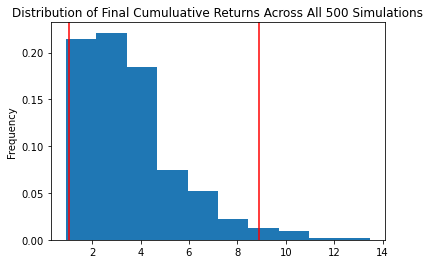 Distribution of Final Cumuluative Returns Across All 500 Simulations
Frequency
0.20
0.15
0.10
0.05
0.00
2 4 6 8 10 12 14